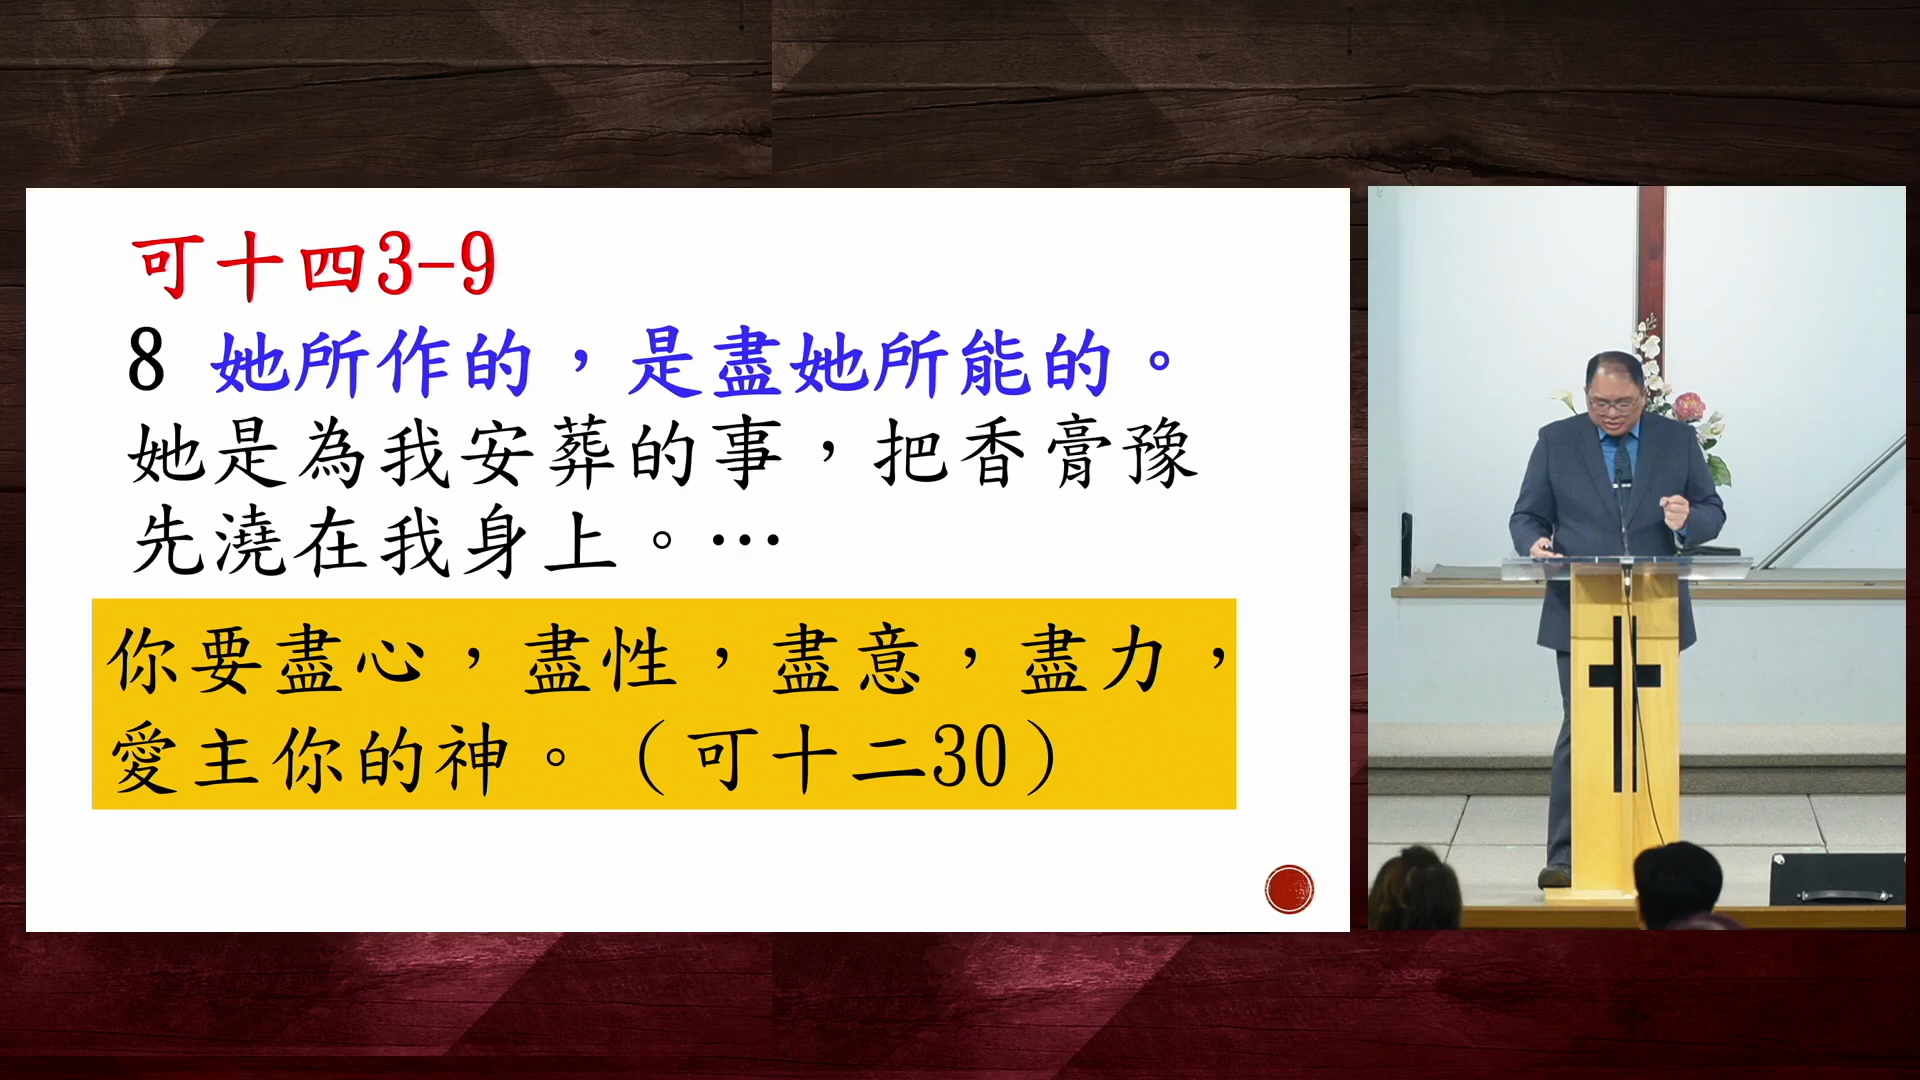 可十四3-9
8 她所作的，是盡她所能的。
她是為我安葬的事，把香膏豫
先澆在我身上。…
你要盡心，盡性，盡意，盡力，
愛主你的神。（可十二30）